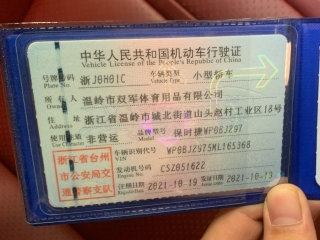 中华人民共和国机动车行驶证
Vehicle License of the People's Republic of China
号牌号码 浙J0H01C 车辆类型 小型轿车
Plate No. Vehicle Type
所有人 温岭市双军体育用品有限公司
Owner
住址 浙江省温岭市城北街道山头赵村工业区18号
Address
使用性质 非营运 品牌型号 保时捷WP0BJ297
Use Character Model
浙江省台州市公安局交通警察支队
车辆识别代号 WP0BJ2975ML165368
VIN
发动机号码 CSZ051622
Engine No.
注册日期 2021-10-19 发证日期 2021-10-19
Register Date Issue Date